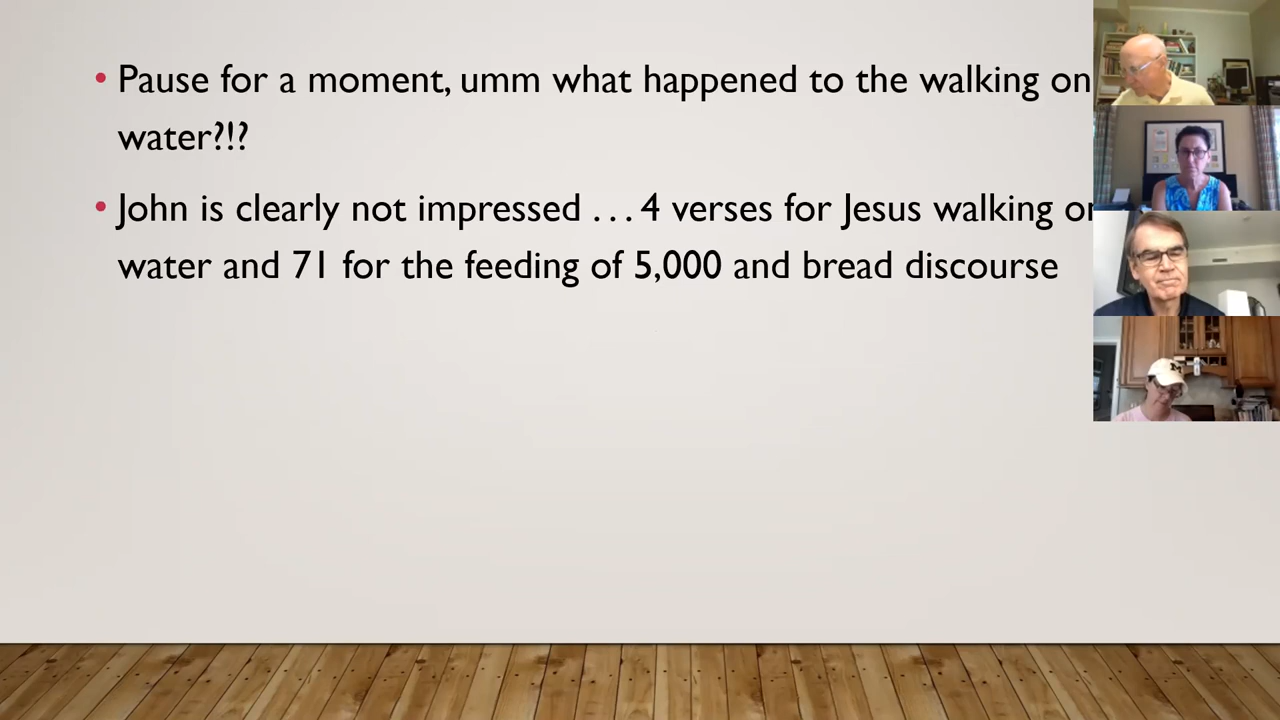 • Pause for a moment, umm what happened to the walking on
water?!?
• John is clearly not impressed . . . 4 verses for Jesus walking on
water and 71 for the feeding of 5,000 and bread discourse
M